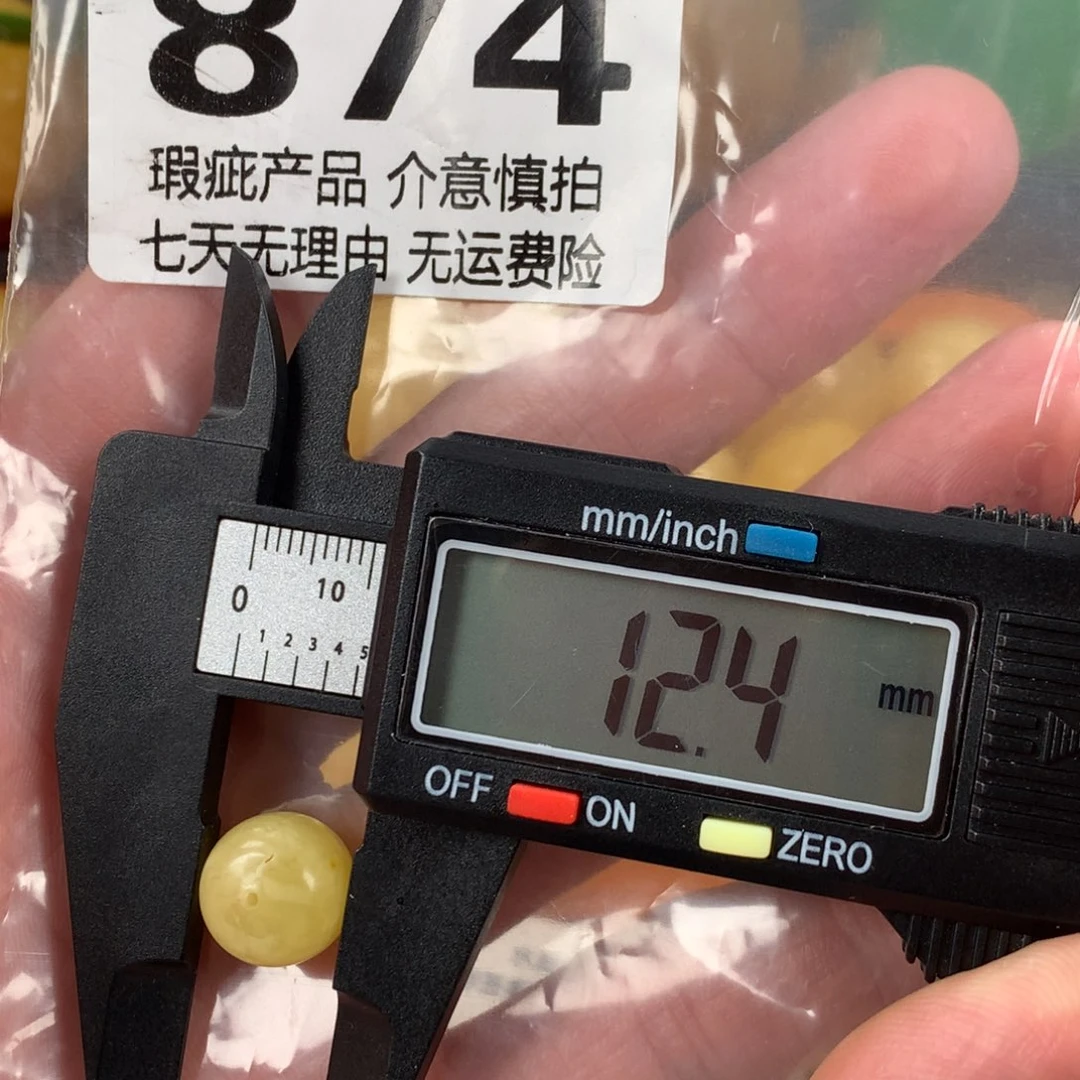 874
瑕疵产品 介意慎拍
七天无理由 无运费险
mm/inch
0 10
1 2 3 4 5
12.4 mm
OFF ON ZERO